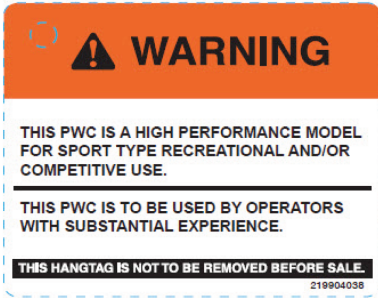 WARNING
THIS PWC IS A HIGH PERFORMANCE MODEL
FOR SPORT TYPE RECREATIONAL AND/OR
COMPETITIVE USE.
THIS PWC IS TO BE USED BY OPERATORS
WITH SUBSTANTIAL EXPERIENCE.
THIS HANGTAG IS NOT TO BE REMOVED BEFORE SALE.
219904038